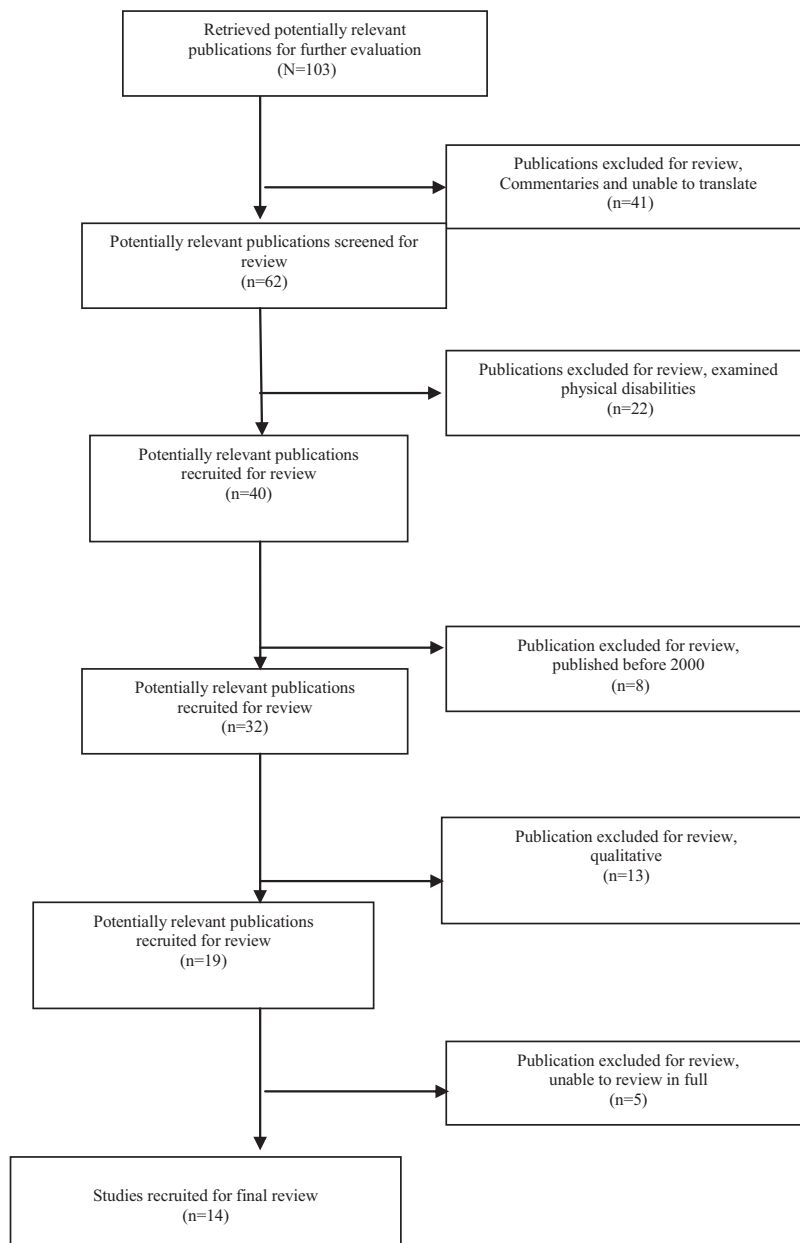 Retrieved potentially relevant
publications for further evaluation
(N=103)
Publications excluded for review,
Commentaries and unable to translate
(n=41)
Potentially relevant publications screened for
review
(n=62)
Publications excluded for review, examined
physical disabilities
(n=22)
Potentially relevant publications
recruited for review
(n=40)
Publication excluded for review,
published before 2000
(n=8)
Potentially relevant publications
recruited for review
(n=32)
Publication excluded for review,
qualitative
(n=13)
Potentially relevant publications
recruited for review
(n=19)
Publication excluded for review,
unable to review in full
(n=5)
Studies recruited for final review
(n=14)